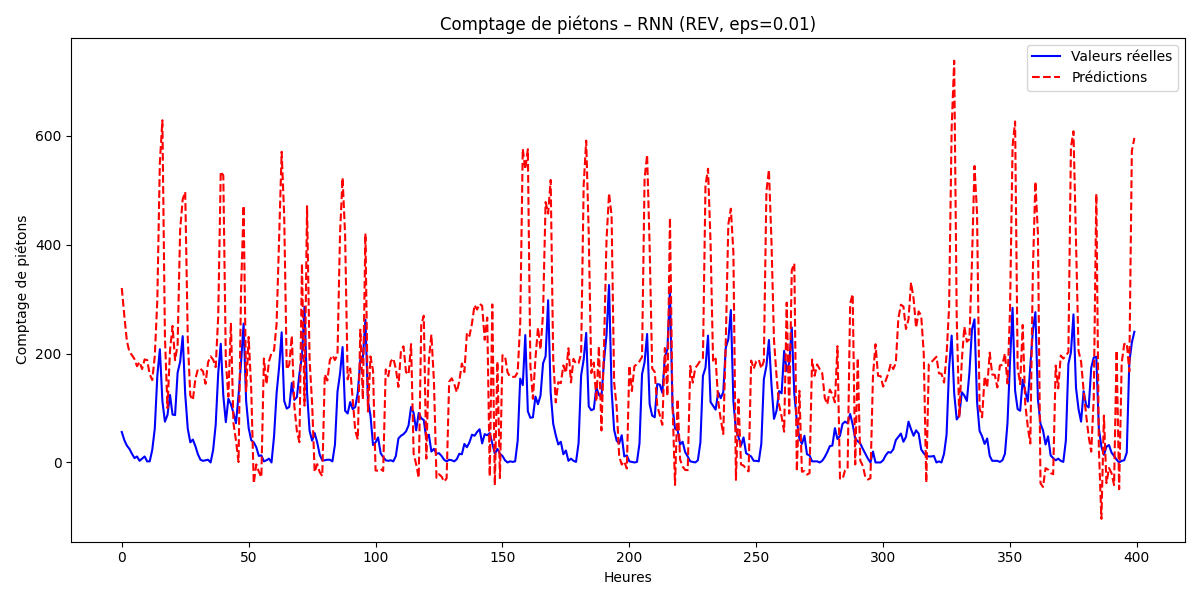 Comptage de piétons – RNN (REV, eps=0.01)
Valeurs réelles
Prédictions
Comptage de piétons
600
400
200
0
0 50 100 150 200 250 300 350 400
Heures